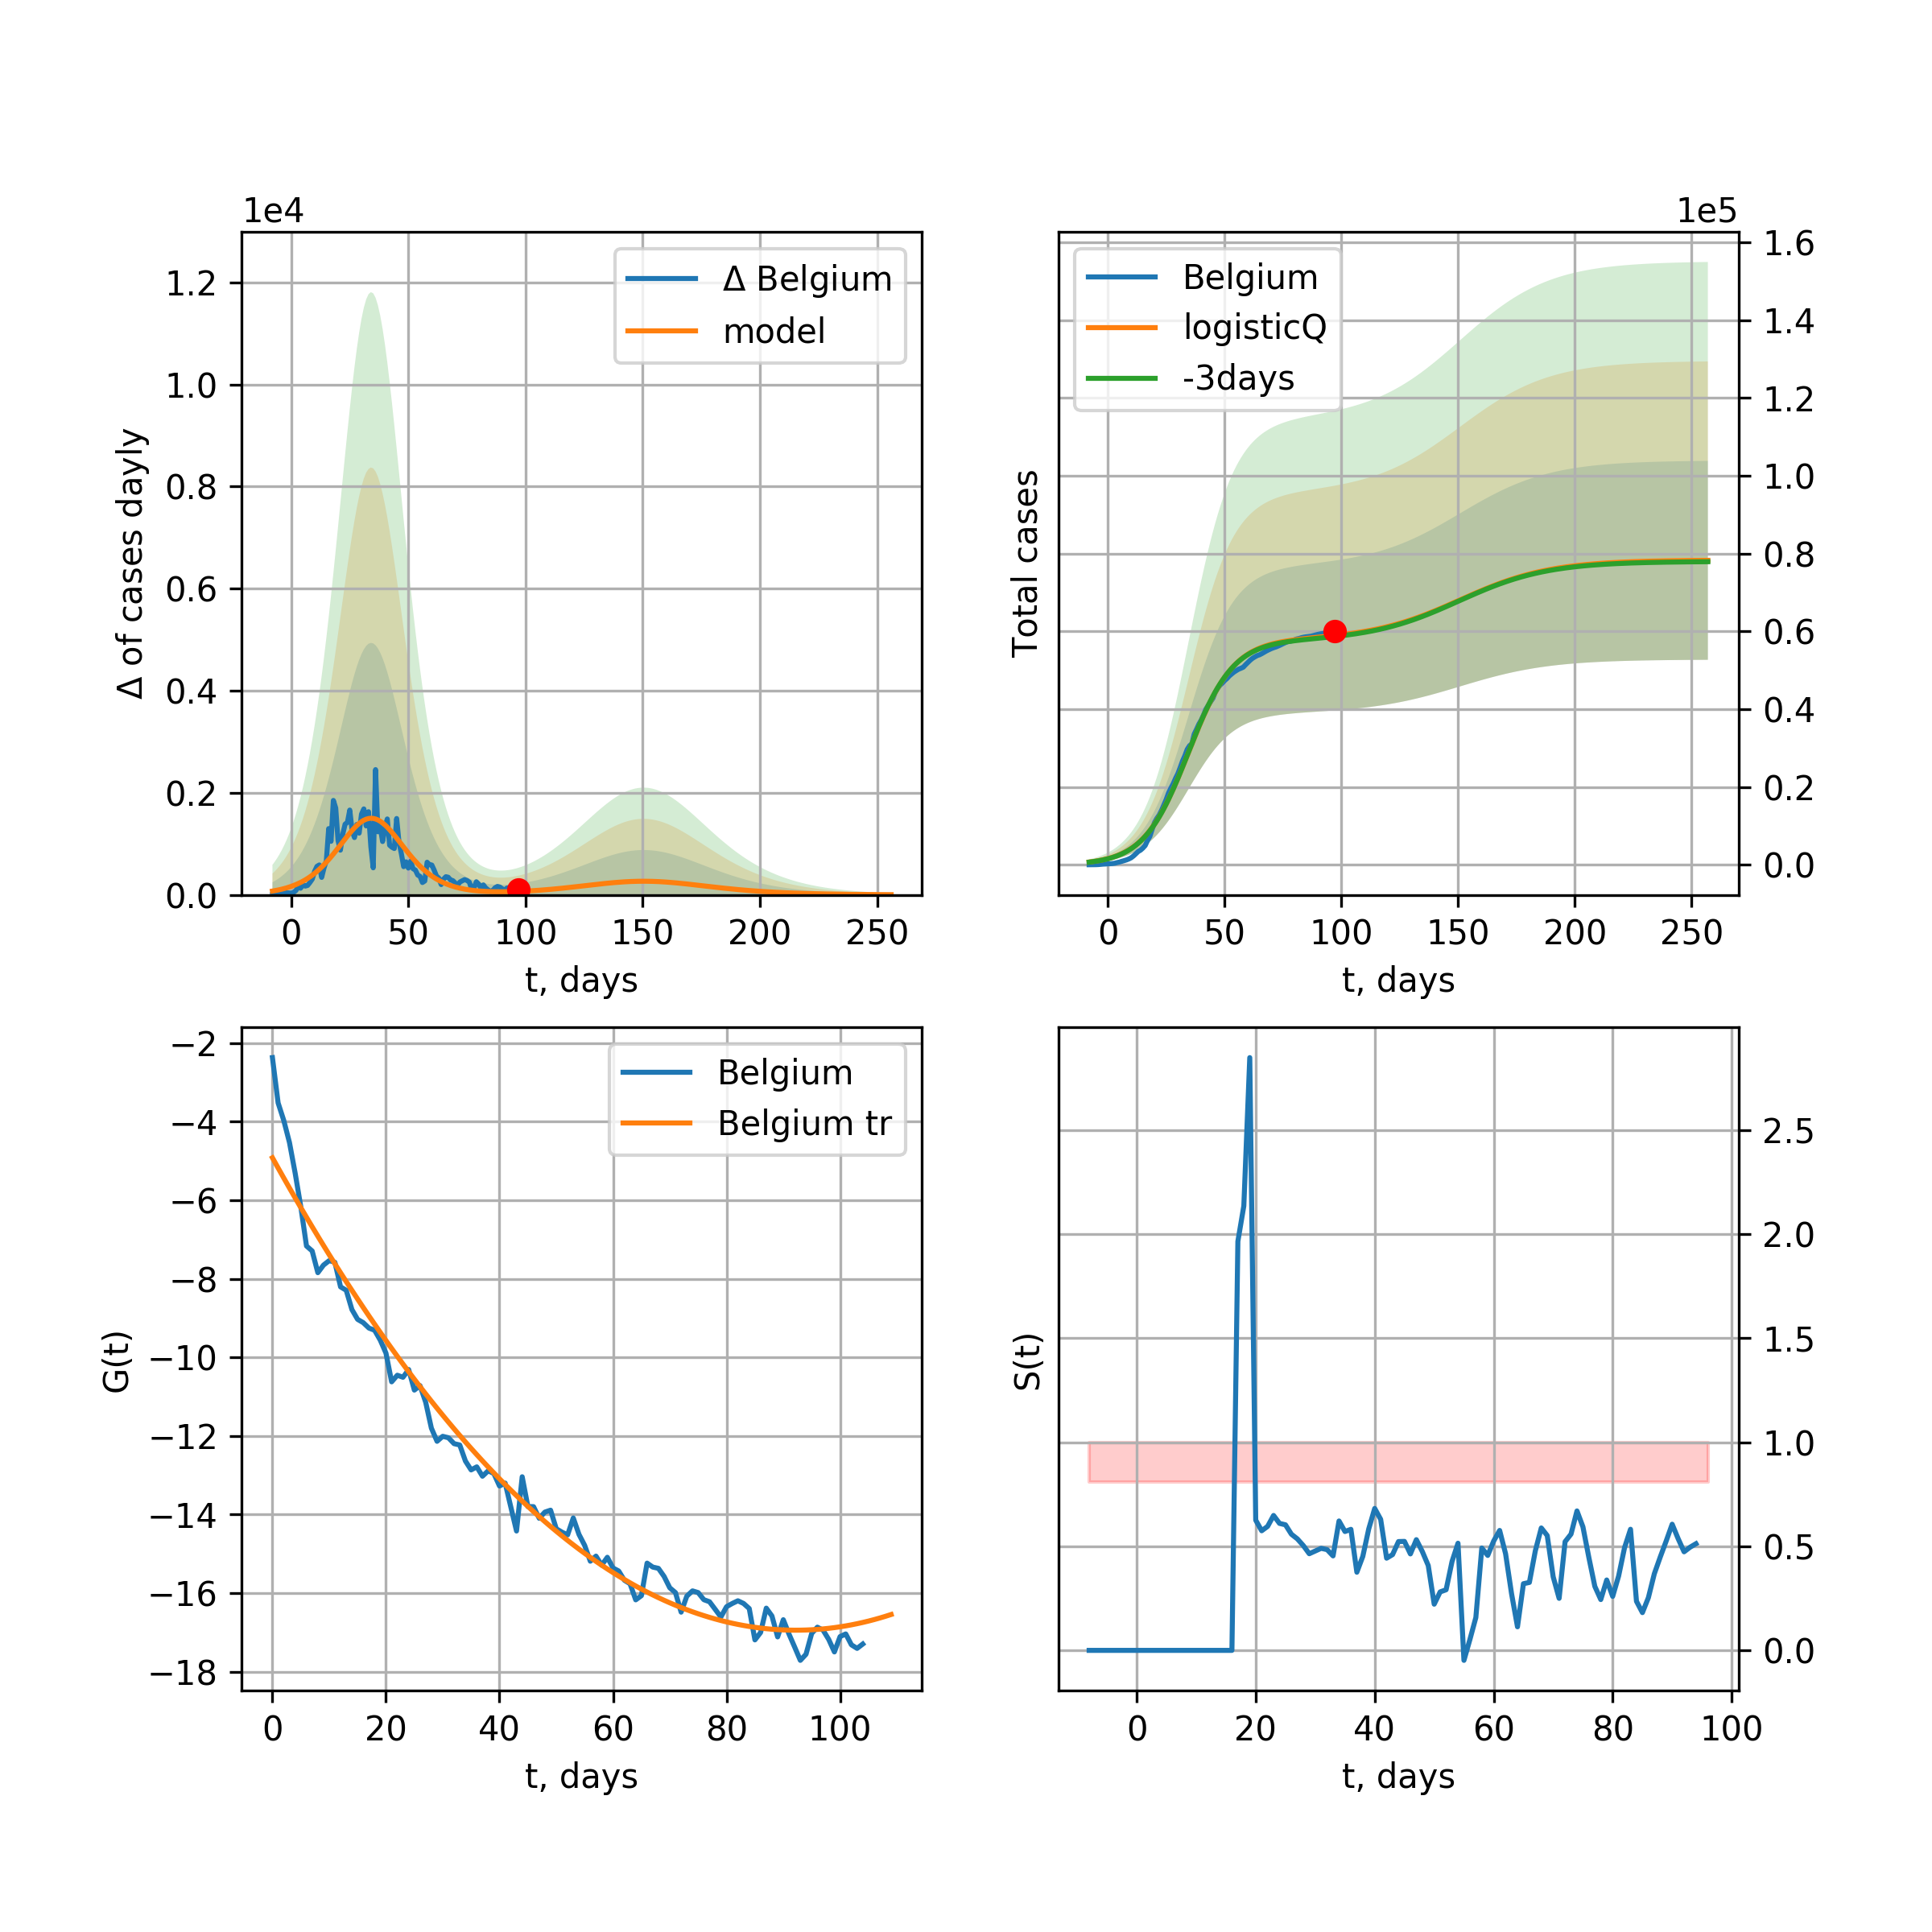 1e4
1.2
1.0
0.8
0.6
0.4
0.2
0.0
Δ of cases dayly
Δ Belgium
model
0 50 100 150 200 250
t, days
1e5
1.6
1.4
1.2
1.0
0.8
0.6
0.4
0.2
0.0
Total cases
Belgium
logisticQ
-3days
0 50 100 150 200 250
t, days
−2
−4
−6
−8
−10
−12
−14
−16
−18
G(t)
Belgium
Belgium tr
0 20 40 60 80 100
t, days
S(t)
2.5
2.0
1.5
1.0
0.5
0.0
0 20 40 60 80 100
t, days